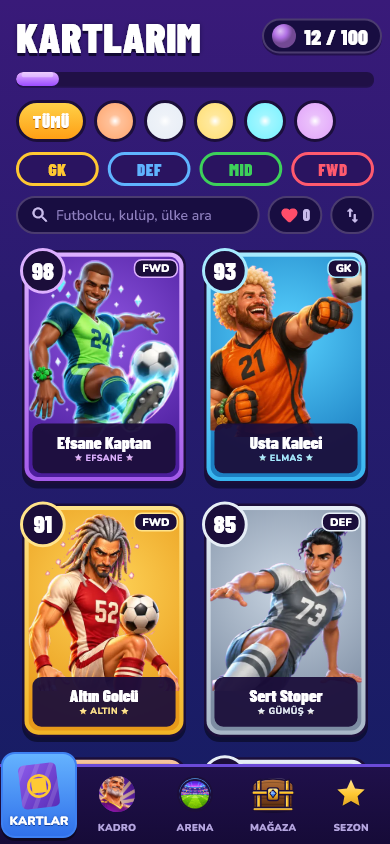 KARTLARIM
12 / 100
TÜMÜ
GK DEF MID FWD
Futbolcu, kulüp, ülke ara
0
98 FWD
24
Efsane Kaptan
★ EFSANE ★
93 GK
21
Usta Kaleci
★ ELMAS ★
91 FWD
52
Altın Golcü
★ ALTIN ★
85 DEF
73
Sert Stoper
★ GÜMÜŞ ★
KARTLAR
KADRO
ARENA
MAĞAZA
SEZON